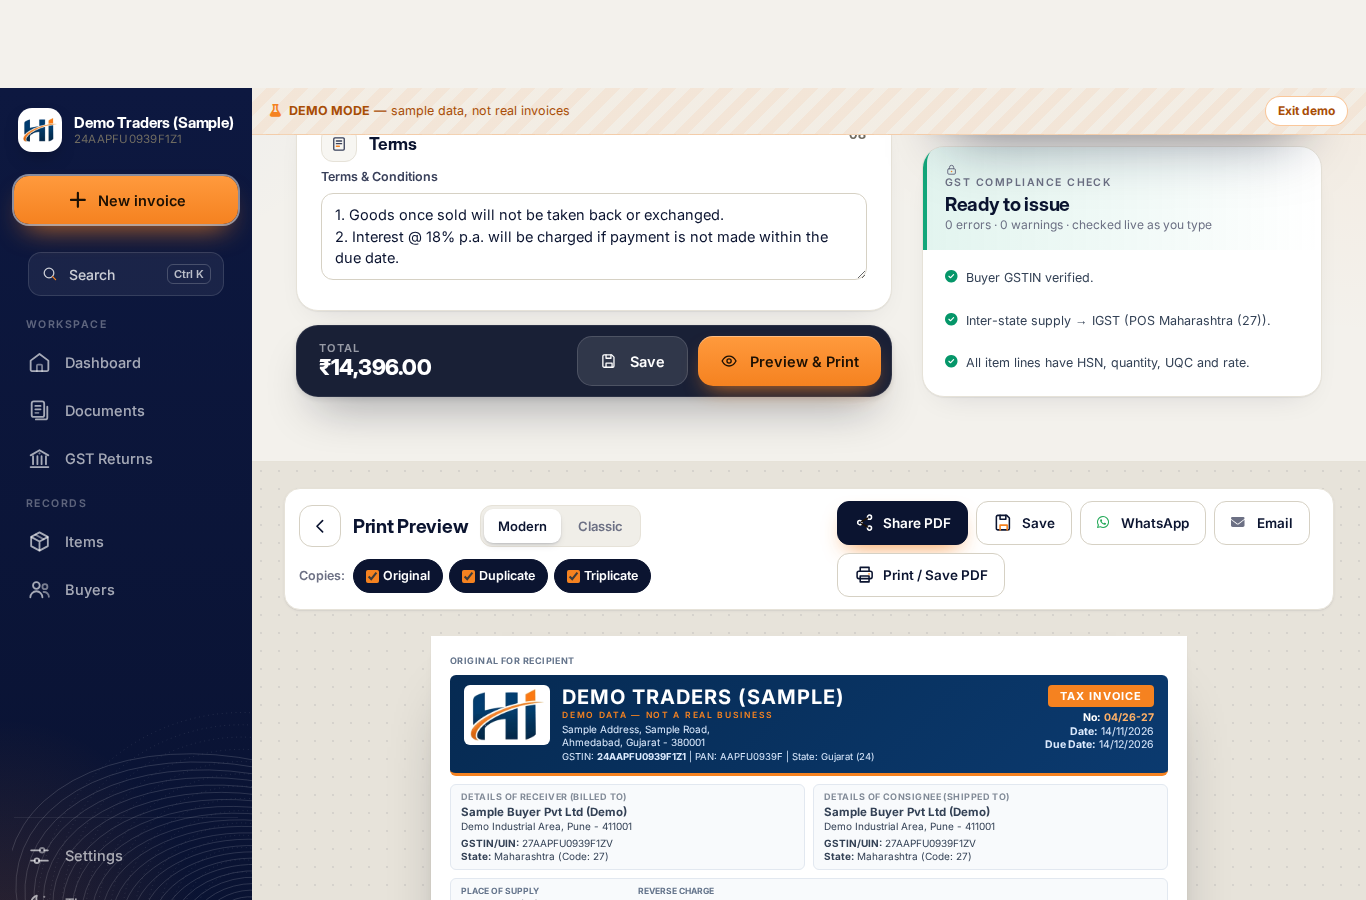 Hi
Demo Traders (Sample)
24AAPFU0939F1Z1
New invoice
Search
Ctrl K
WORKSPACE
Dashboard
Documents
GST Returns
RECORDS
Items
Buyers
Settings
DEMO MODE — sample data, not real invoices
Exit demo
Terms
Terms & Conditions
1. Goods once sold will not be taken back or exchanged.
2. Interest @ 18% p.a. will be charged if payment is not made within the
due date.
TOTAL
₹14,396.00
Save
Preview & Print
GST COMPLIANCE CHECK
Ready to issue
0 errors · 0 warnings · checked live as you type
Buyer GSTIN verified.
Inter-state supply → IGST (POS Maharashtra (27)).
All item lines have HSN, quantity, UQC and rate.
Print Preview
Modern
Classic
Copies:
Original
Duplicate
Triplicate
Share PDF
Save
WhatsApp
Email
Print / Save PDF
ORIGINAL FOR RECIPIENT
Hi
DEMO TRADERS (SAMPLE)
DEMO DATA — NOT A REAL BUSINESS
Sample Address, Sample Road,
Ahmedabad, Gujarat - 380001
GSTIN: 24AAPFU0939F1Z1 | PAN: AAPFU0939F | State: Gujarat (24)
TAX INVOICE
No: 04/26-27
Date: 14/11/2026
Due Date: 14/12/2026
DETAILS OF RECEIVER (BILLED TO)
Sample Buyer Pvt Ltd (Demo)
Demo Industrial Area, Pune - 411001
GSTIN/UIN: 27AAPFU0939F1ZV
State: Maharashtra (Code: 27)
DETAILS OF CONSIGNEE (SHIPPED TO)
Sample Buyer Pvt Ltd (Demo)
Demo Industrial Area, Pune - 411001
GSTIN/UIN: 27AAPFU0939F1ZV
State: Maharashtra (Code: 27)
PLACE OF SUPPLY
REVERSE CHARGE